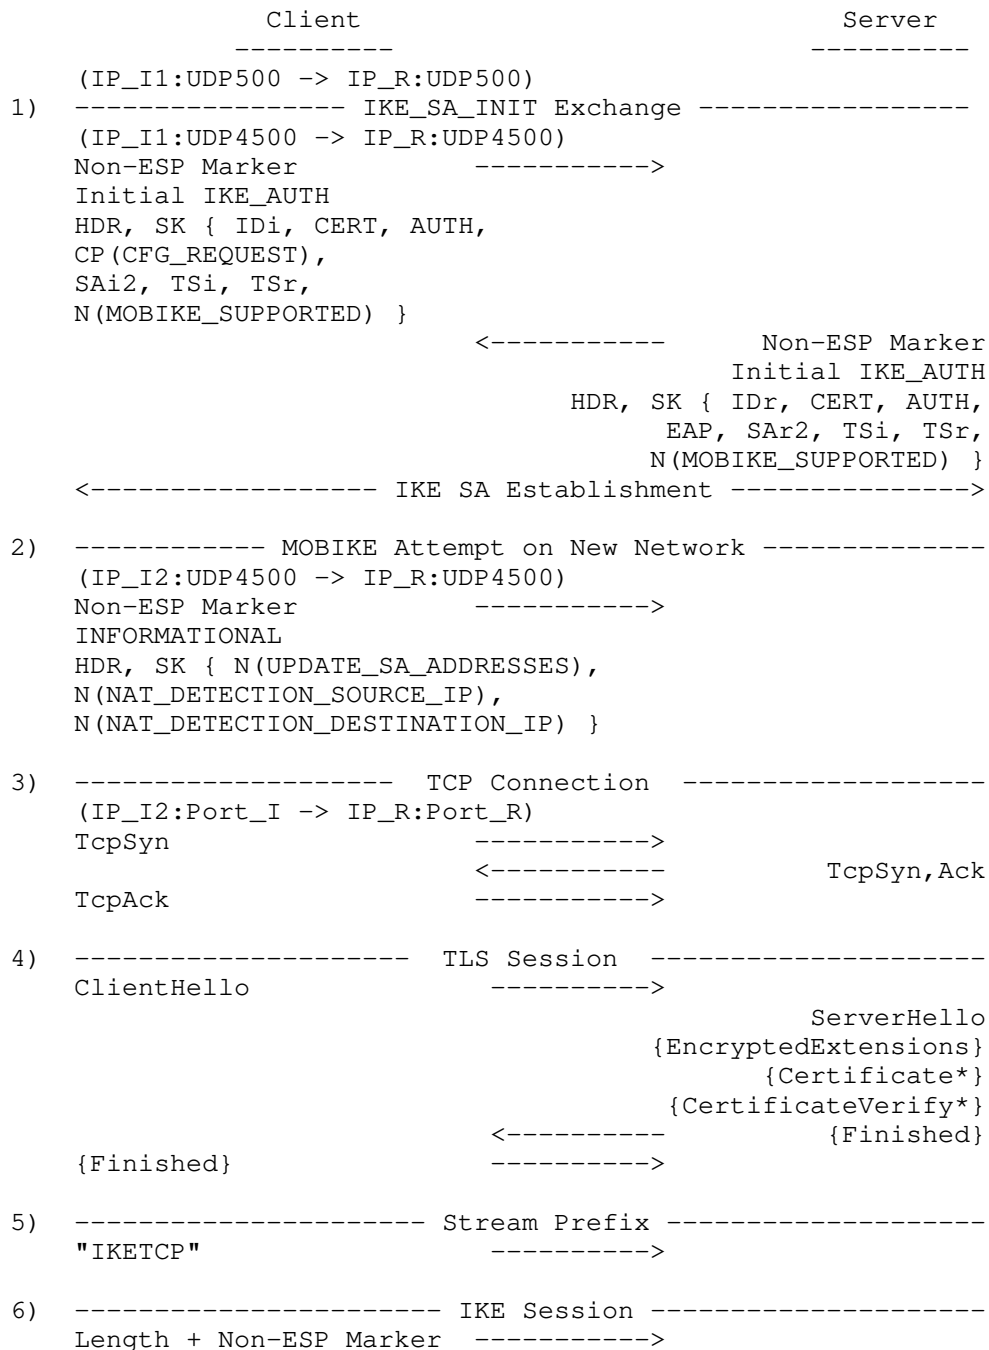 Client                              Server
----------                          ----------
(IP_I1:UDP500 -> IP_R:UDP500)
1)  ----------------- IKE_SA_INIT Exchange -----------------
(IP_I1:UDP4500 -> IP_R:UDP4500)
Non-ESP Marker      ----------->
Initial IKE_AUTH
HDR, SK { IDi, CERT, AUTH,
CP(CFG_REQUEST),
SAi2, TSi, TSr,
N(MOBIKE_SUPPORTED) }
<-----------      Non-ESP Marker
Initial IKE_AUTH
HDR, SK { IDr, CERT, AUTH,
EAP, SAr2, TSi, TSr,
N(MOBIKE_SUPPORTED) }
<------------------ IKE SA Establishment --------------->
2)  ------------ MOBIKE Attempt on New Network --------------
(IP_I2:UDP4500 -> IP_R:UDP4500)
Non-ESP Marker      ----------->
INFORMATIONAL
HDR, SK { N(UPDATE_SA_ADDRESSES),
N(NAT_DETECTION_SOURCE_IP),
N(NAT_DETECTION_DESTINATION_IP) }
3)  --------------------  TCP Connection  -------------------
(IP_I2:Port_I -> IP_R:Port_R)
TcpSyn      ----------->
<-----------      TcpSyn,Ack
TcpAck      ----------->
4)  ---------------------  TLS Session  ---------------------
ClientHello      ---------->
ServerHello
{EncryptedExtensions}
{Certificate*}
{CertificateVerify*}
<----------      {Finished}
{Finished}      ---------->
5)  ---------------------- Stream Prefix --------------------
"IKETCP"      ---------->
6)  ----------------------- IKE Session ---------------------
Length + Non-ESP Marker  ----------->